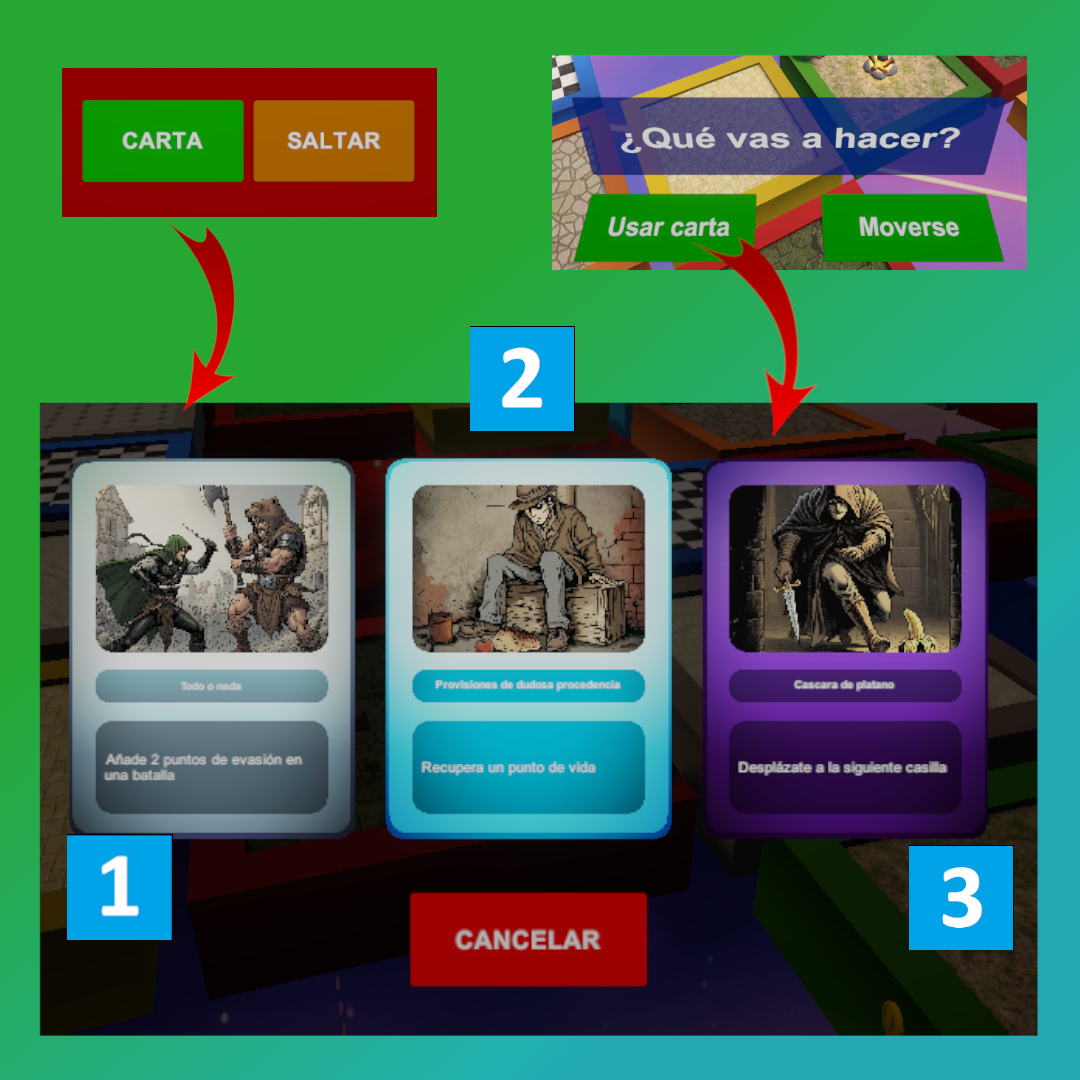 CARTA
SALTAR
¿Qué vas a hacer?
Usar carta
Moverse
2
Todo o nada
Añade 2 puntos de evasión en
una batalla
Provisiones de dudosa procedencia
Recupera un punto de vida
Cascara de platano
Desplázate a la siguiente casilla
1
3
CANCELAR